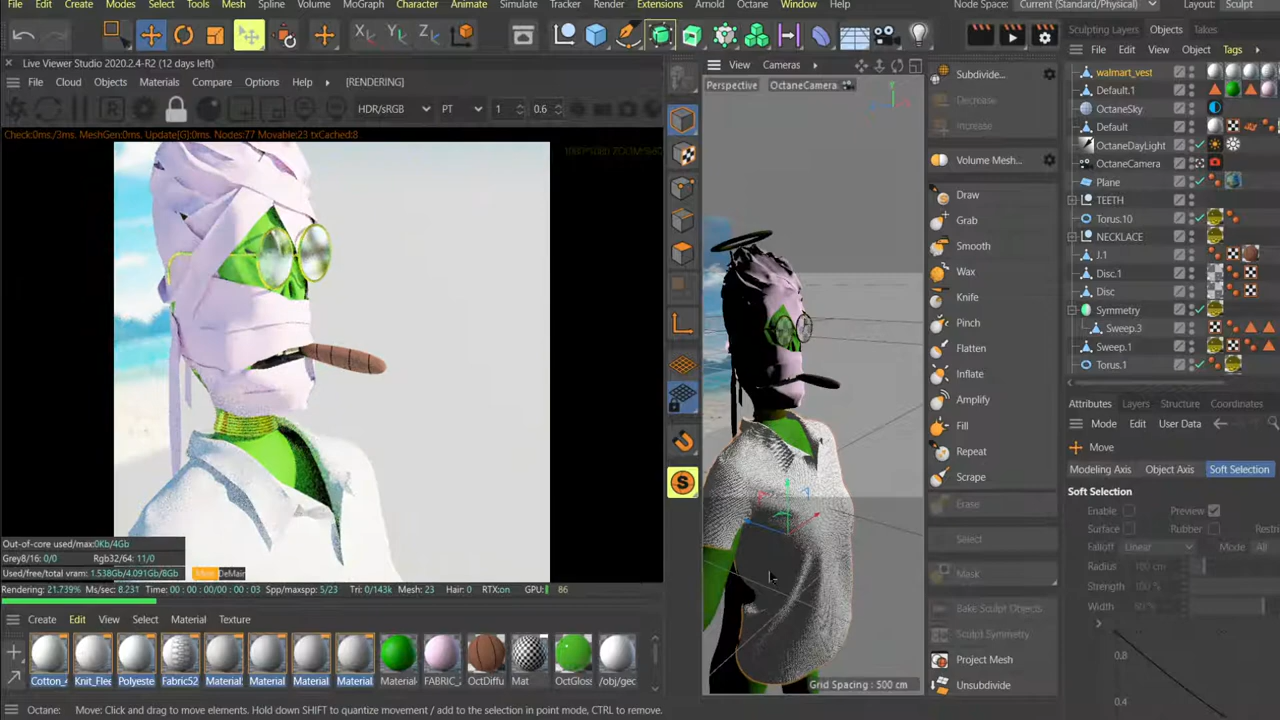 File Edit Create Modes Select Tools Mesh Spline Volume MoGraph Character Animate Simulate Tracker Render Extensions Arnold Octane Window Help Node Space: Current (Standard/Physical) Layout: Sculpt
X Y Z
Sculpting Layers Objects Takes
File Edit View Object Tags
Live Viewer Studio 2020.2.4-R2 (12 days left)
File Cloud Objects Materials Compare Options Help [RENDERING]
HDR/sRGB PT 1 0.6
Check:0ms./3ms. MeshGen:0ms. Update[G]:0ms. Nodes:77 Movable:23 txCached:8
View Cameras
Perspective OctaneCamera
Subdivide...
Decrease
Increase
Volume Mesh...
Draw
Grab
Smooth
Wax
Knife
Pinch
Flatten
Inflate
Amplify
Fill
Repeat
Scrape
Erase
Select
Mask
Bake Sculpt Objects
Sculpt Symmetry
Project Mesh
Unsubdivide
walmart_vest
Default.1
OctaneSky
Default
OctaneDayLight
OctaneCamera
Plane
TEETH
Torus.10
NECKLACE
J.1
Disc.1
Disc
Symmetry
Sweep.3
Sweep.1
Torus.1
Attributes Layers Structure Coordinates
Mode Edit User Data
Move
Modeling Axis Object Axis Soft Selection
Soft Selection
Enable Preview
Surface Rubber Restri
Falloff Linear Mode All
Radius 100 cm
Strength 100 %
Width
0.8
0.4
Grid Spacing : 500 cm
Out-of-core used/max:0Kb/4Gb
Grey8/16: 0/0 Rgb32/64: 11/0
Used/free/total vram: 1.538Gb/4.091Gb/8Gb Main DeMain
Rendering: 21.739% Ms/sec: 8.231 Time: 00 : 00 : 00/00 : 00 : 03 Spp/maxspp: 5/23 Tri: 0/143k Mesh: 23 Hair: 0 RTX:on GPU: 86
Create Edit View Select Material Texture
Cotton_ Knit_Flee Polyeste Fabric52 Material Material Material Material Material FABRIC_ OctDiffu Mat OctGloss /obj/gec
Octane: Move: Click and drag to move elements. Hold down SHIFT to quantize movement / add to the selection in point mode, CTRL to remove.